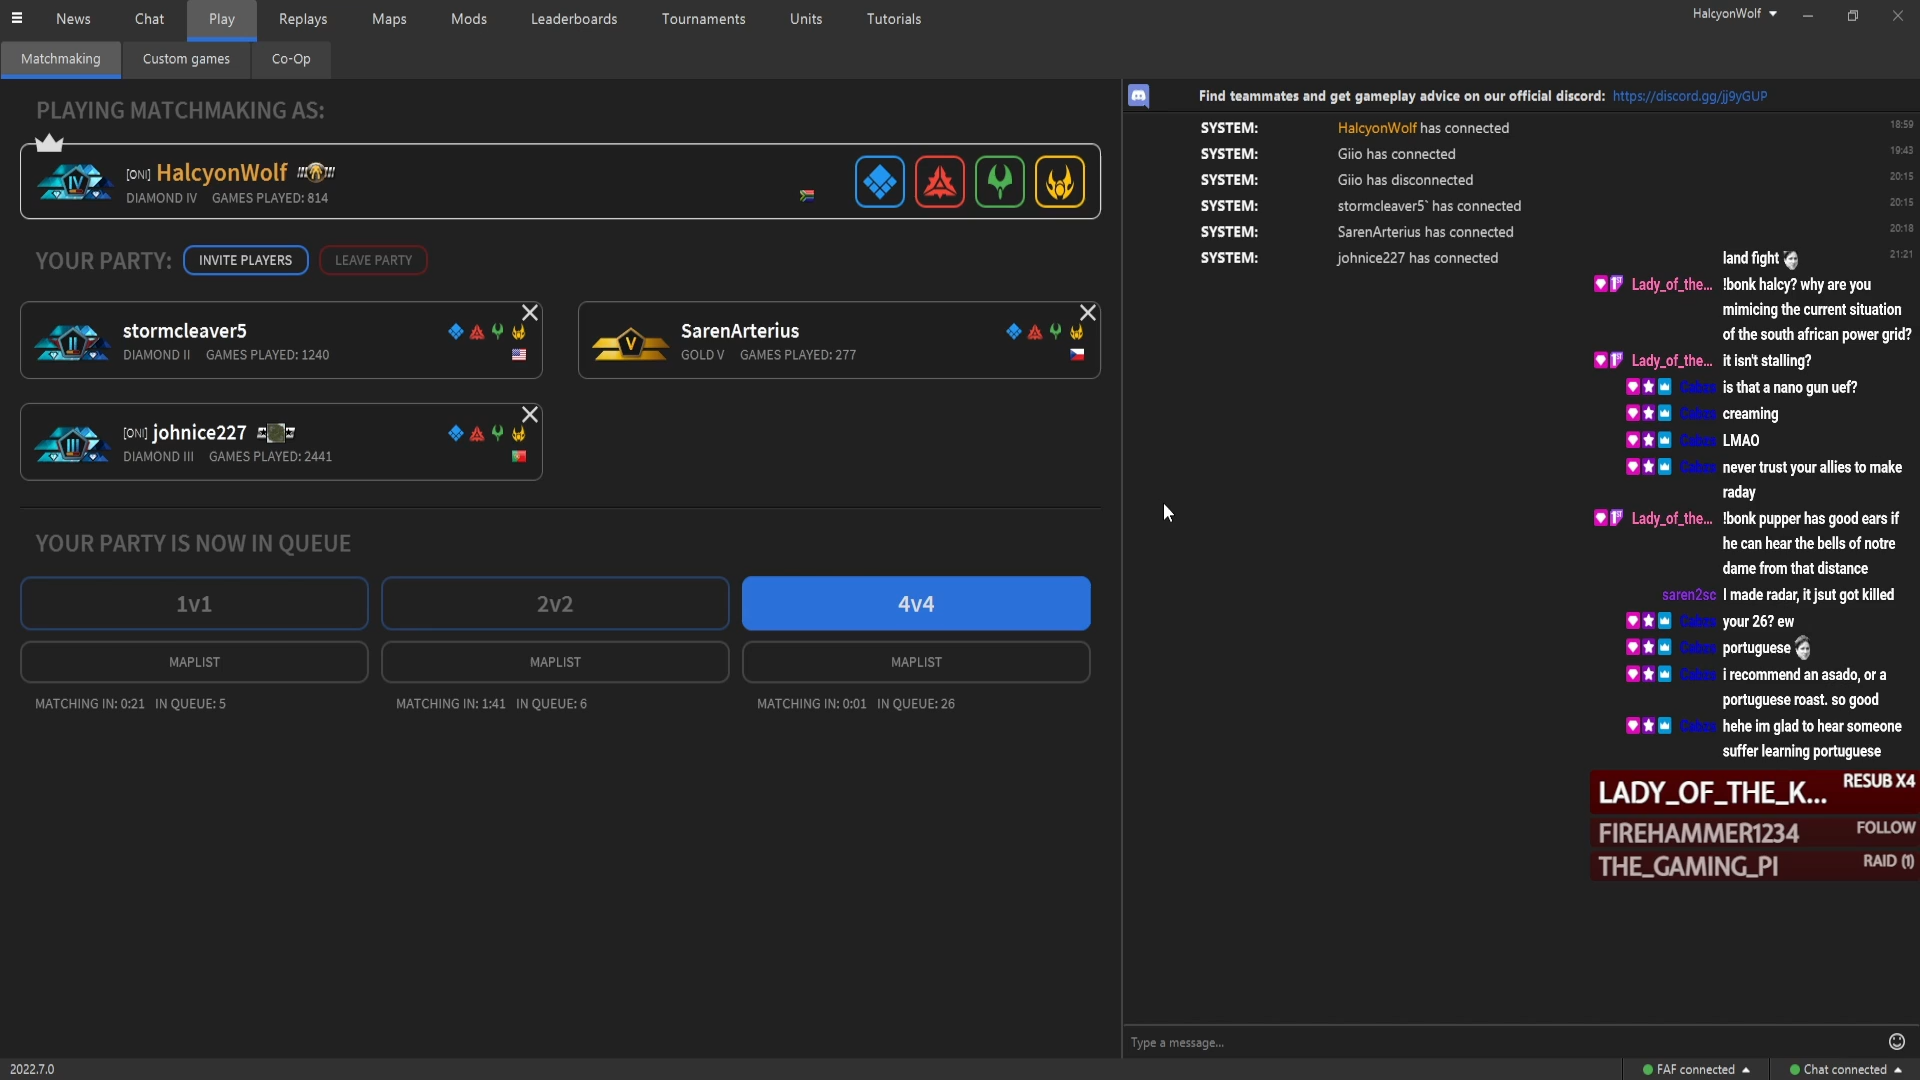 News Chat Play Replays Maps Mods Leaderboards Tournaments Units Tutorials HalcyonWolf
Matchmaking Custom games Co-Op
PLAYING MATCHMAKING AS:
IV [ONI] HalcyonWolf
DIAMOND IV GAMES PLAYED: 814
YOUR PARTY: INVITE PLAYERS LEAVE PARTY
II stormcleaver5
DIAMOND II GAMES PLAYED: 1240
V SarenArterius
GOLD V GAMES PLAYED: 277
III [ONI] johnice227
DIAMOND III GAMES PLAYED: 2441
YOUR PARTY IS NOW IN QUEUE
1v1 2v2 4v4
MAPLIST MAPLIST MAPLIST
MATCHING IN: 0:21 IN QUEUE: 5
MATCHING IN: 1:41 IN QUEUE: 6
MATCHING IN: 0:01 IN QUEUE: 26
Find teammates and get gameplay advice on our official discord: https://discord.gg/jj9yGUP
SYSTEM: HalcyonWolf has connected 18:59
SYSTEM: Giio has connected 19:43
SYSTEM: Giio has disconnected 20:15
SYSTEM: stormcleaver5` has connected 20:15
SYSTEM: SarenArterius has connected 20:18
SYSTEM: johnice227 has connected 21:21
land fight
Lady_of_the... !bonk halcy? why are you
mimicing the current situation
of the south african power grid?
Lady_of_the... it isn't stalling?
is that a nano gun uef?
creaming
LMAO
never trust your allies to make
raday
Lady_of_the... !bonk pupper has good ears if
he can hear the bells of notre
dame from that distance
saren2sc I made radar, it jsut got killed
your 26? ew
portuguese
i recommend an asado, or a
portuguese roast. so good
hehe im glad to hear someone
suffer learning portuguese
LADY_OF_THE_K... RESUB X4
FIREHAMMER1234 FOLLOW
THE_GAMING_PI RAID (1)
Type a message...
2022.7.0 FAF connected Chat connected